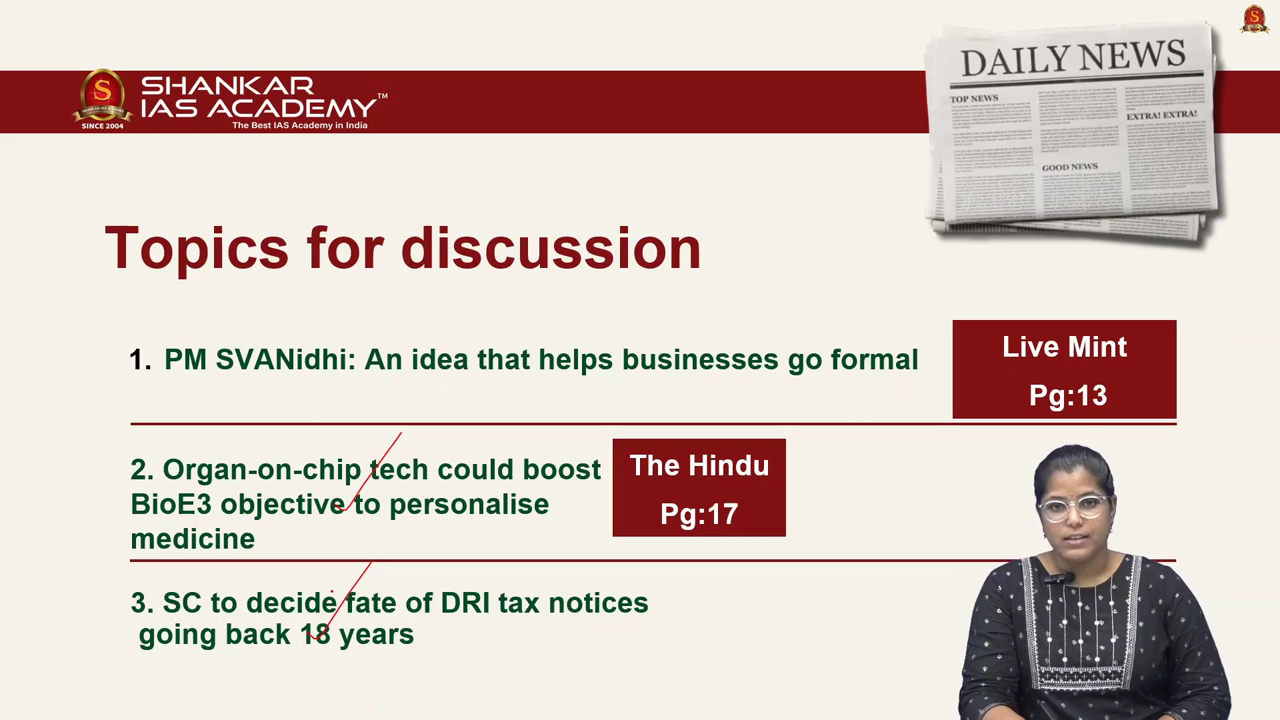 SHANKAR
IAS ACADEMY™
The Best IAS Academy in India
S
SINCE 2004
DAILY NEWS
TOP NEWS
EXTRA! EXTRA!
GOOD NEWS
Topics for discussion
1. PM SVANidhi: An idea that helps businesses go formal
Live Mint
Pg:13
2. Organ-on-chip tech could boost
BioE3 objective to personalise
medicine
The Hindu
Pg:17
3. SC to decide fate of DRI tax notices
going back 18 years